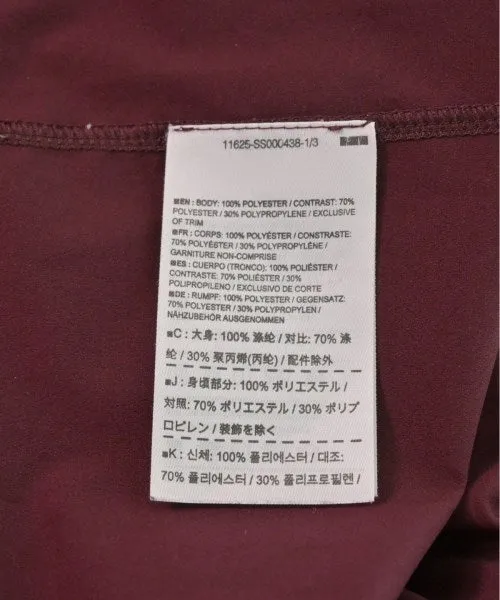 11625-SS000438-1/3
■EN : BODY: 100% POLYESTER / CONTRAST: 70%
POLYESTER / 30% POLYPROPYLENE / EXCLUSIVE
OF TRIM
■FR : CORPS: 100% POLYÉSTER / CONSTRASTE:
70% POLYÉSTER / 30% POLYPROPYLÉNE /
GARNITURE NON-COMPRISE
■ES : CUERPO (TRONCO): 100% POLIÉSTER /
CONTRASTE: 70% POLIÉSTER / 30%
POLIPROPILENO / EXCLUSIVO DE CORTE
■DE : RUMPF: 100% POLYESTER / GEGENSATZ:
70% POLYESTER / 30% POLYPROPYLEN /
NÄHZUBEHÖR AUSGENOMMEN
■C : 大身: 100% 涤纶 / 对比: 70% 涤
纶 / 30% 聚丙烯(丙纶) / 配件除外
■J : 身頃部分: 100% ポリエステル /
対照: 70% ポリエステル / 30% ポリプ
ロピレン / 装飾を除く
■K : 신체: 100% 폴리에스터 / 대조:
70% 폴리에스터 / 30% 폴리프로필렌 /